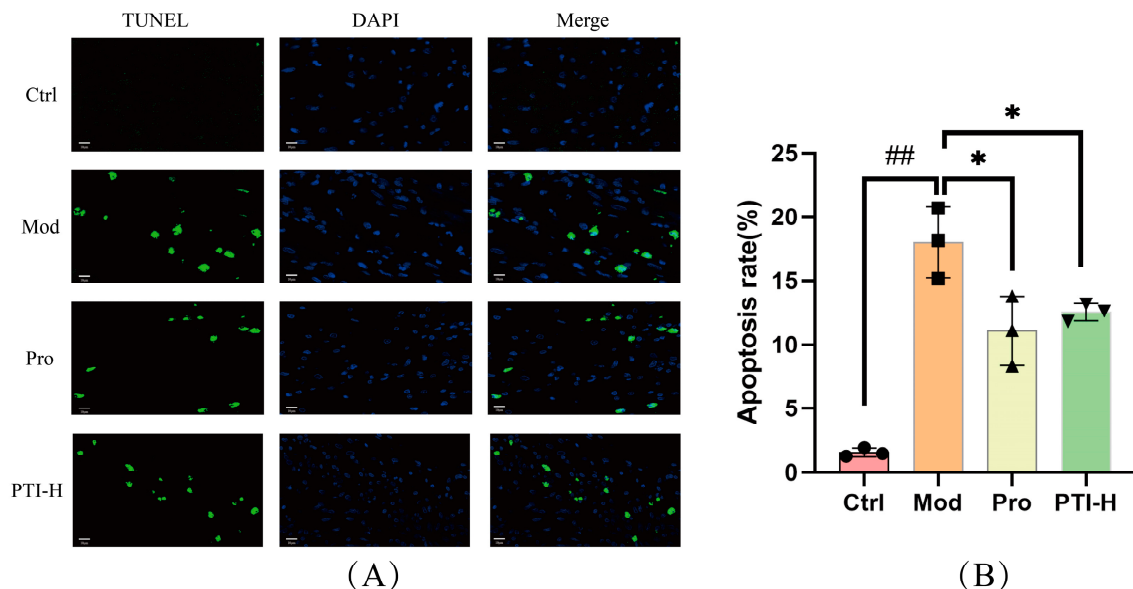 TUNEL DAPI Merge
Ctrl
Mod
Pro
PTI-H
(A)
Apoptosis rate(%)
25
20
15
10
5
0
##
*
*
Ctrl Mod Pro PTI-H
(B)